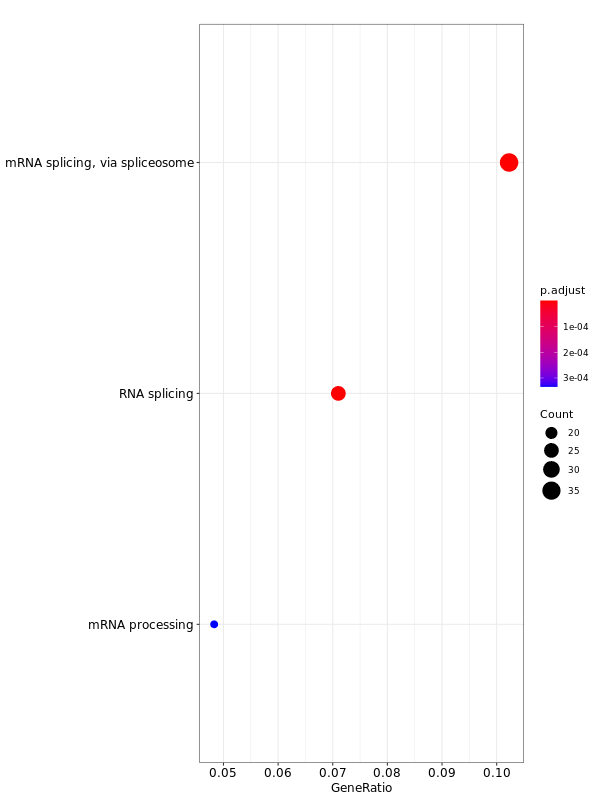 mRNA splicing, via spliceosome
RNA splicing
mRNA processing
0.05 0.06 0.07 0.08 0.09 0.10
GeneRatio
p.adjust
1e-04
2e-04
3e-04
Count
20
25
30
35